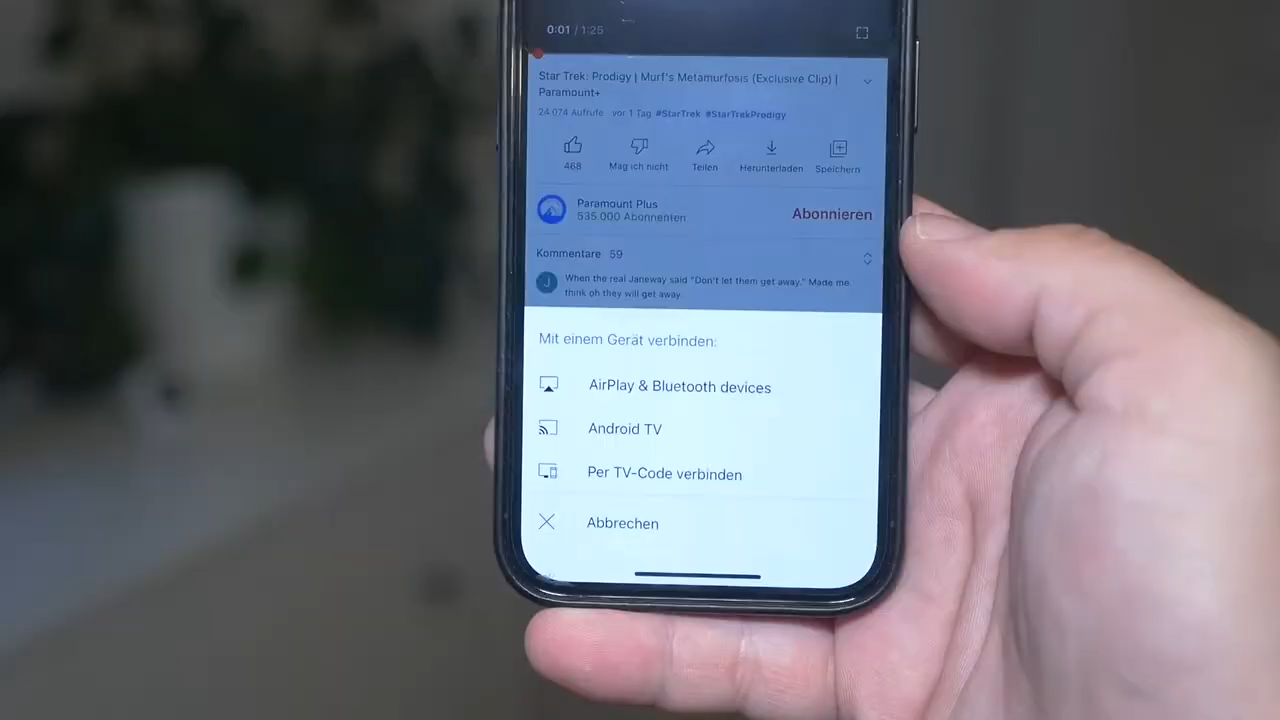 0:01 / 1:25
Star Trek: Prodigy | Murf's Metamurfosis (Exclusive Clip) |
Paramount+
24 074 Aufrufe vor 1 Tag #StarTrek #StarTrekProdigy
468 Mag ich nicht Teilen Herunterladen Speichern
Paramount Plus
535 000 Abonnenten
Abonnieren
Kommentare 59
J
When the real Janeway said "Don't let them get away." Made me
think oh they will get away.
Mit einem Gerät verbinden:
AirPlay & Bluetooth devices
Android TV
Per TV-Code verbinden
Abbrechen